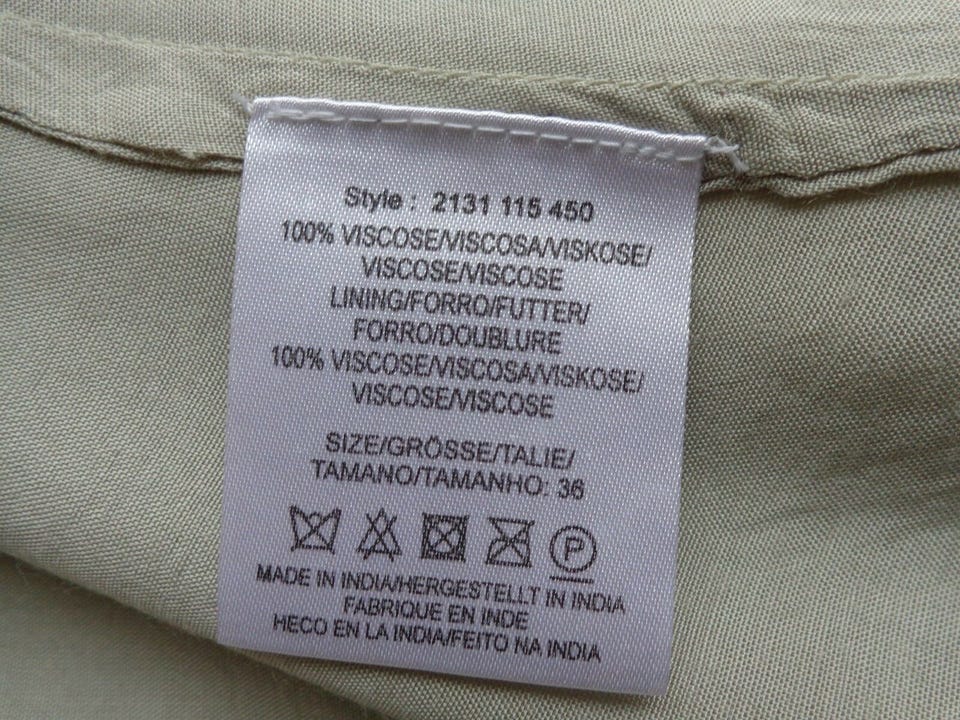 Style : 2131 115 450
100% VISCOSE/VISCOSA/VISKOSE/
VISCOSE/VISCOSE
LINING/FORRO/FUTTER/
FORRO/DOUBLURE
100% VISCOSE/VISCOSA/VISKOSE/
VISCOSE/VISCOSE
SIZE/GRÖSSE/TALIE/
TAMANO/TAMANHO: 36
P
MADE IN INDIA/HERGESTELLT IN INDIA
FABRIQUE EN INDE
HECO EN LA INDIA/FEITO NA INDIA